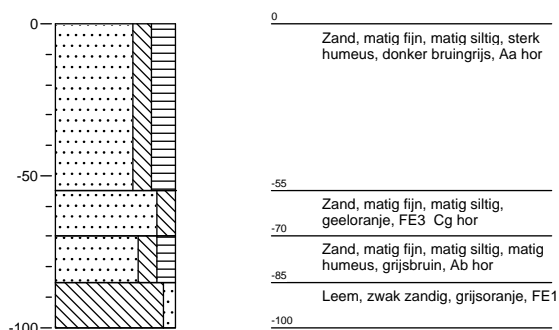 0
0
Zand, matig fijn, matig siltig, sterk
humeus, donker bruingrijs, Aa hor
-50
-55
Zand, matig fijn, matig siltig,
geeloranje, FE3 Cg hor
-70
Zand, matig fijn, matig siltig, matig
humeus, grijsbruin, Ab hor
-85
Leem, zwak zandig, grijsoranje, FE1
-100
-100